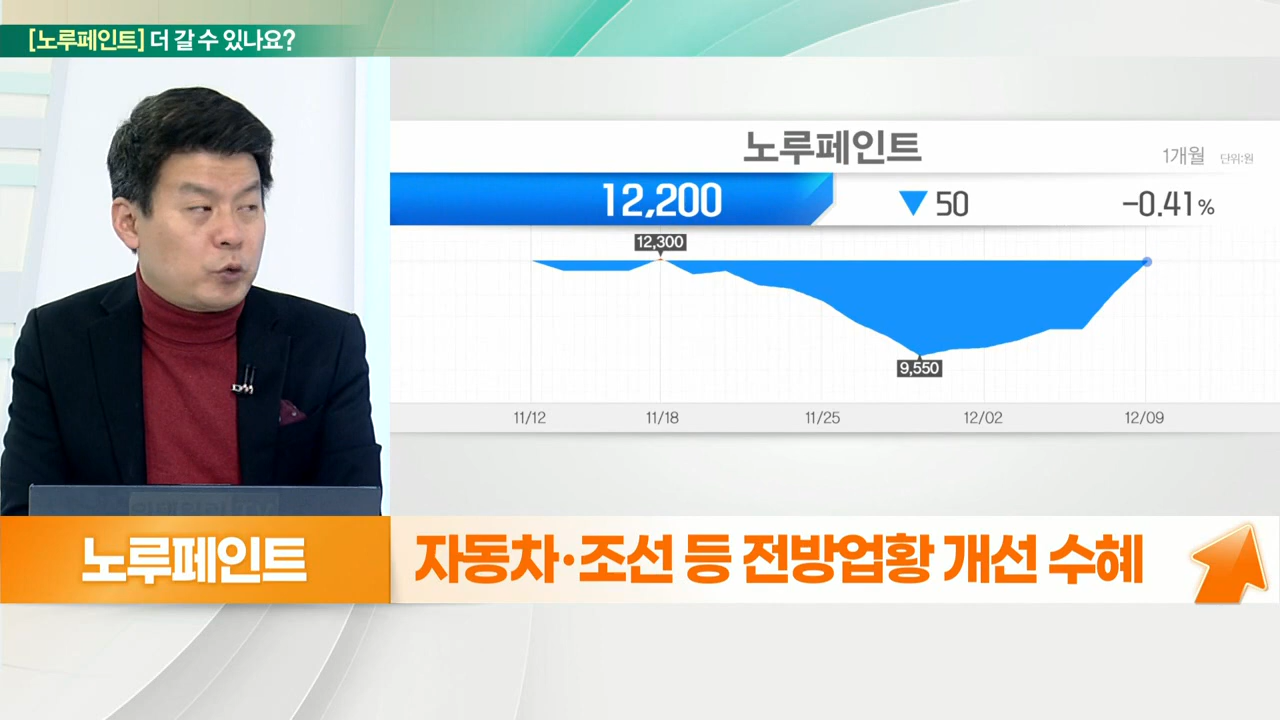 [노루페인트] 더 갈 수 있나요?
노루페인트
1개월 단위:원
12,200 ▼50 -0.41%
12,300
9,550
11/12 11/18 11/25 12/02 12/09
노루페인트
자동차·조선 등 전방업황 개선 수혜